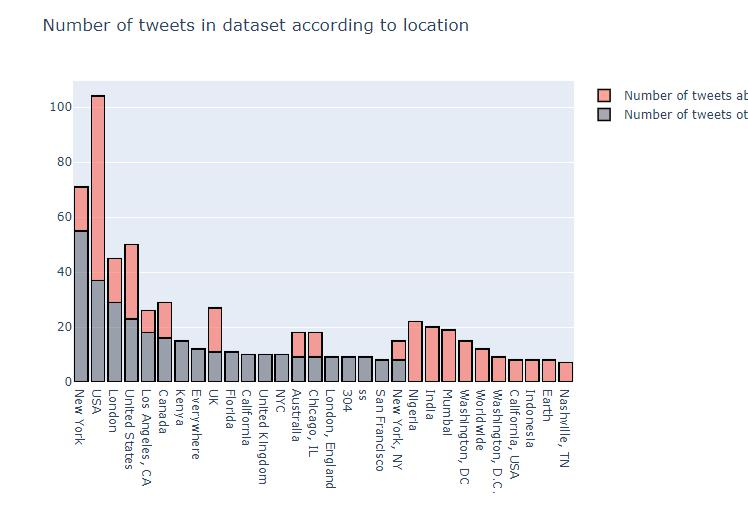 Number of tweets in dataset according to location
100
80
60
40
20
0
New York
USA
London
United States
Los Angeles, CA
Canada
Kenya
Everywhere
UK
Florida
California
United Kingdom
NYC
Australia
Chicago, IL
London, England
304
ss
San Francisco
New York, NY
Nigeria
India
Mumbai
Washington, DC
Worldwide
Washington, D.C.
California, USA
Indonesia
Earth
Nashville, TN
Number of tweets ab
Number of tweets ot